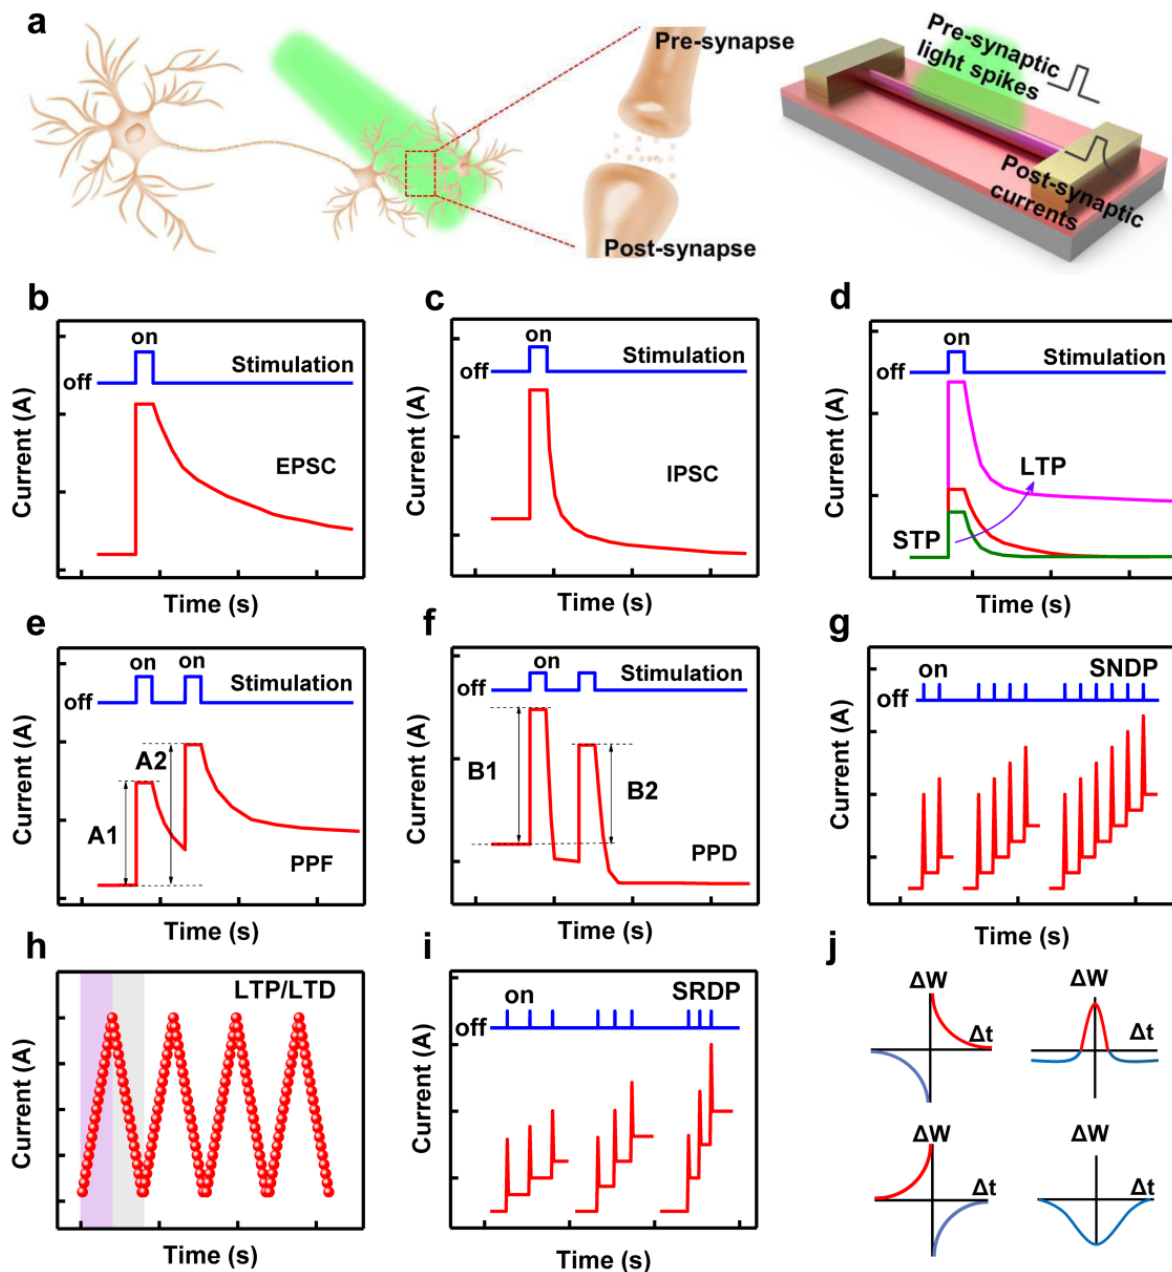 a
Pre-synapse
Post-synapse
Pre-synaptic
light spikes
Post-synaptic
currents
b
on
off
Stimulation
EPSC
Current (A)
Time (s)
c
on
off
Stimulation
IPSC
Current (A)
Time (s)
d
on
off
Stimulation
LTP
STP
Current (A)
Time (s)
e
on on
off
Stimulation
A1
A2
PPF
Current (A)
Time (s)
f
on
off
Stimulation
B1
B2
PPD
Current (A)
Time (s)
g
on
SNDP
off
Current (A)
Time (s)
h
LTP/LTD
Current (A)
Time (s)
i
on
SRDP
off
Current (A)
Time (s)
j
ΔW
Δt
ΔW
Δt
ΔW
Δt
ΔW
Δt